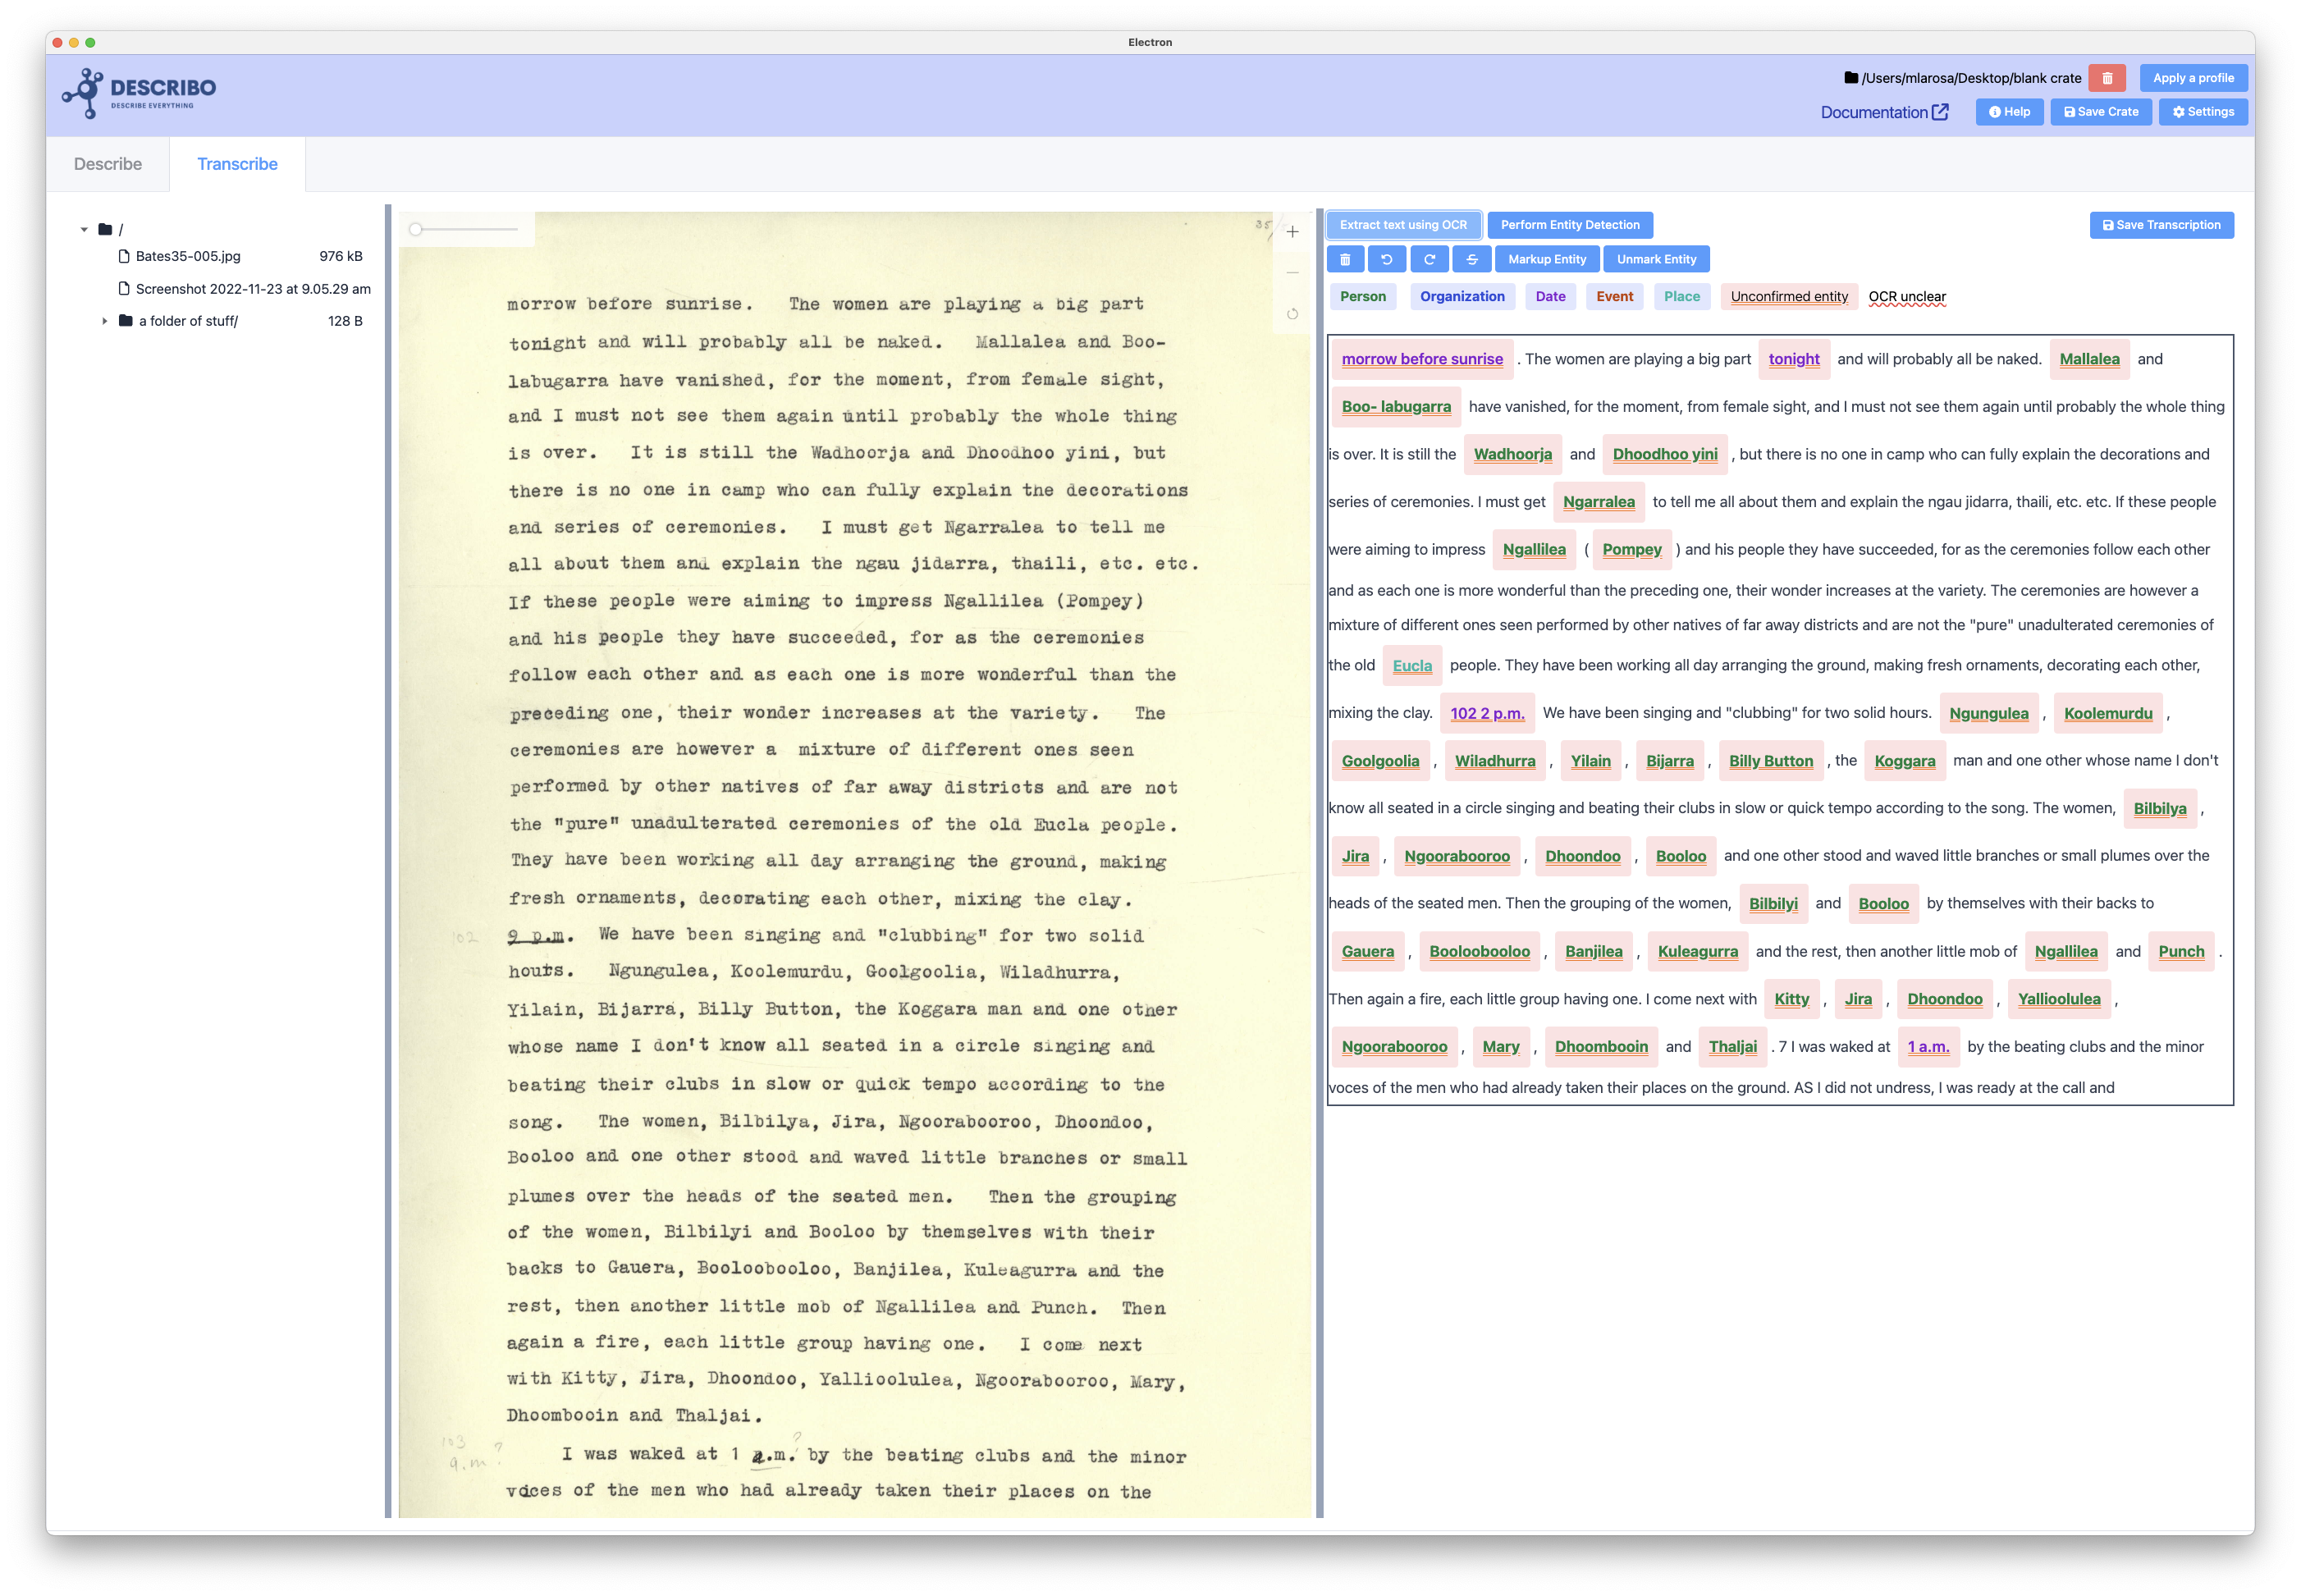 Electron
DESCRIBO
DESCRIBE EVERYTHING
/Users/mlarosa/Desktop/blank crate
Apply a profile
Documentation
Help
Save Crate
Settings
Describe
Transcribe
/
Bates35-005.jpg 976 kB
Screenshot 2022-11-23 at 9.05.29 am
a folder of stuff/ 128 B
35/
morrow before sunrise. The women are playing a big part
tonight and will probably all be naked. Mallalea and Boo-
labugarra have vanished, for the moment, from female sight,
and I must not see them again until probably the whole thing
is over. It is still the Wadhoorja and Dhoodhoo yini, but
there is no one in camp who can fully explain the decorations
and series of ceremonies. I must get Ngarralea to tell me
all about them and explain the ngau jidarra, thaili, etc. etc.
If these people were aiming to impress Ngallilea (Pompey)
and his people they have succeeded, for as the ceremonies
follow each other and as each one is more wonderful than the
preceding one, their wonder increases at the variety. The
ceremonies are however a mixture of different ones seen
performed by other natives of far away districts and are not
the "pure" unadulterated ceremonies of the old Eucla people.
They have been working all day arranging the ground, making
fresh ornaments, decorating each other, mixing the clay.
102 9 p.m. We have been singing and "clubbing" for two solid
hours. Ngungulea, Koolemurdu, Goolgoolia, Wiladhurra,
Yilain, Bijarra, Billy Button, the Koggara man and one other
whose name I don't know all seated in a circle singing and
beating their clubs in slow or quick tempo according to the
song. The women, Bilbilya, Jira, Ngoorabooroo, Dhoondoo,
Booloo and one other stood and waved little branches or small
plumes over the heads of the seated men. Then the grouping
of the women, Bilbilyi and Booloo by themselves with their
backs to Gauera, Booloobooloo, Banjilea, Kuleagurra and the
rest, then another little mob of Ngallilea and Punch. Then
again a fire, each little group having one. I come next
with Kitty, Jira, Dhoondoo, Yallioolulea, Ngoorabooroo, Mary,
Dhoombooin and Thaljai.
103 ?
9.m ?
I was waked at 1 a.m.? by the beating clubs and the minor
voces of the men who had already taken their places on the
Extract text using OCR
Perform Entity Detection
Save Transcription
Markup Entity
Unmark Entity
Person Organization Date Event Place Unconfirmed entity OCR unclear
morrow before sunrise . The women are playing a big part tonight and will probably all be naked. Mallalea and
Boo- labugarra have vanished, for the moment, from female sight, and I must not see them again until probably the whole thing
is over. It is still the Wadhoorja and Dhoodhoo yini , but there is no one in camp who can fully explain the decorations and
series of ceremonies. I must get Ngarralea to tell me all about them and explain the ngau jidarra, thaili, etc. etc. If these people
were aiming to impress Ngallilea ( Pompey ) and his people they have succeeded, for as the ceremonies follow each other
and as each one is more wonderful than the preceding one, their wonder increases at the variety. The ceremonies are however a
mixture of different ones seen performed by other natives of far away districts and are not the "pure" unadulterated ceremonies of
the old Eucla people. They have been working all day arranging the ground, making fresh ornaments, decorating each other,
mixing the clay. 102 2 p.m. We have been singing and "clubbing" for two solid hours. Ngungulea , Koolemurdu ,
Goolgoolia , Wiladhurra , Yilain , Bijarra , Billy Button , the Koggara man and one other whose name I don't
know all seated in a circle singing and beating their clubs in slow or quick tempo according to the song. The women, Bilbilya ,
Jira , Ngoorabooroo , Dhoondoo , Booloo and one other stood and waved little branches or small plumes over the
heads of the seated men. Then the grouping of the women, Bilbilyi and Booloo by themselves with their backs to
Gauera , Booloobooloo , Banjilea , Kuleagurra and the rest, then another little mob of Ngallilea and Punch .
Then again a fire, each little group having one. I come next with Kitty , Jira , Dhoondoo , Yallioolulea ,
Ngoorabooroo , Mary , Dhoombooin and Thaljai . 7 I was waked at 1 a.m. by the beating clubs and the minor
voces of the men who had already taken their places on the ground. AS I did not undress, I was ready at the call and